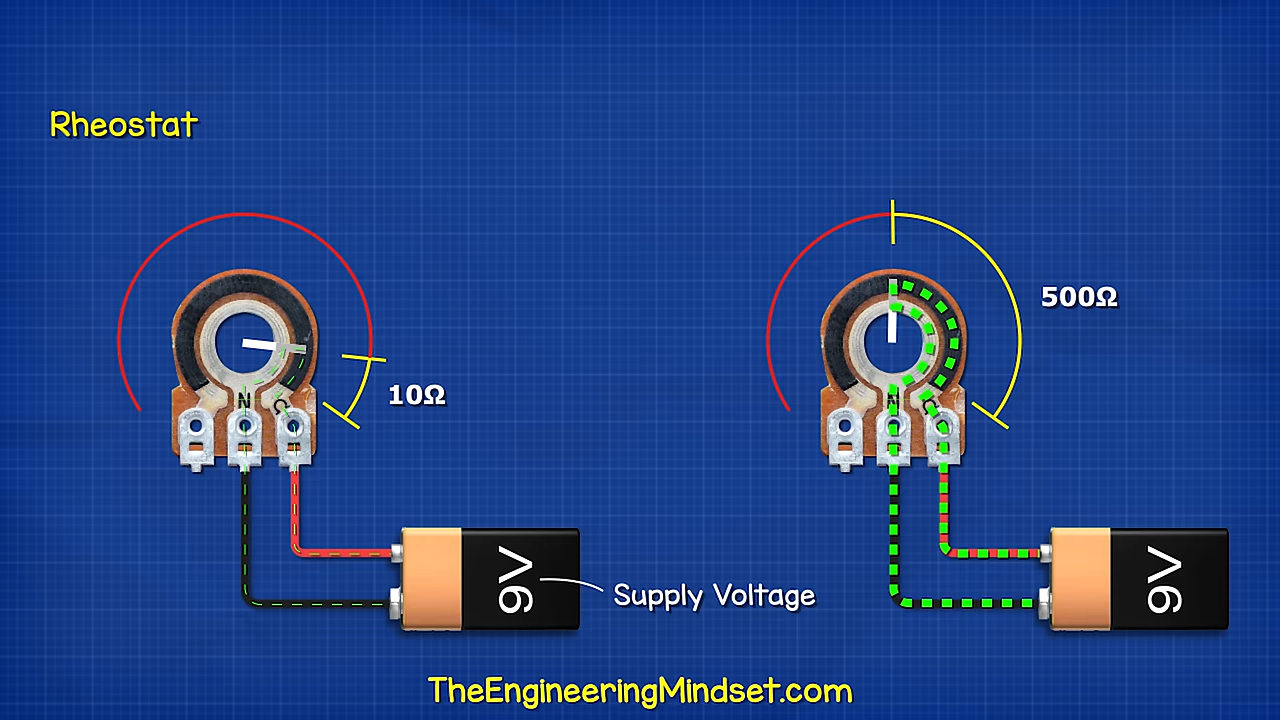 Rheostat
500Ω
10Ω
N
C
N
C
9V
Supply Voltage
9V
TheEngineeringMindset.com